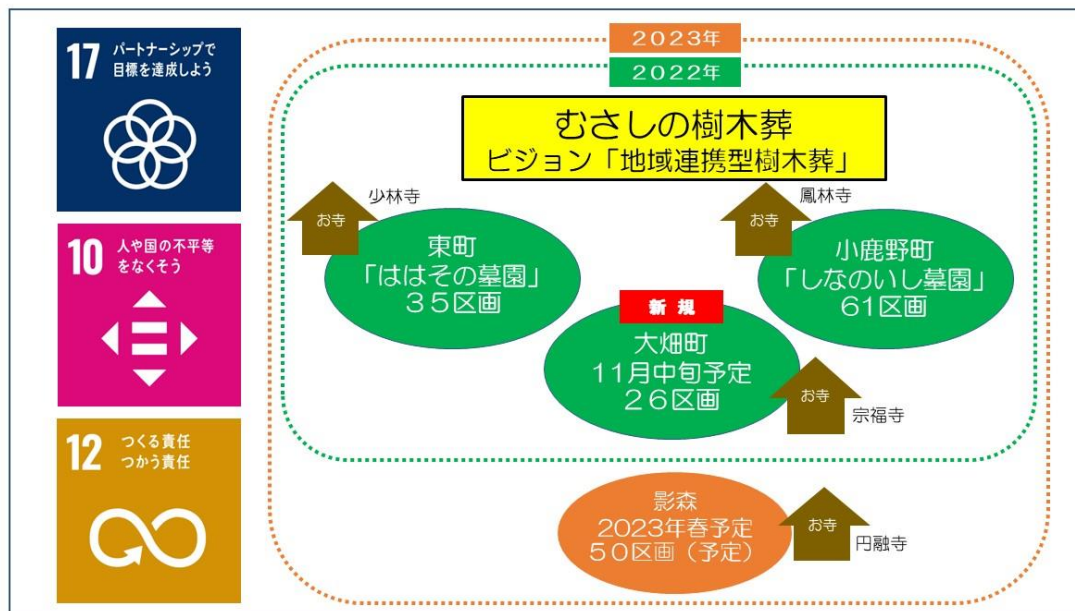 17 パートナーシップで
目標を達成しよう
10 人や国の不平等
をなくそう
12 つくる責任
つかう責任
2023年
2022年
むさしの樹木葬
ビジョン「地域連携型樹木葬」
お寺
少林寺
東町
「ははその墓園」
35区画
お寺
鳳林寺
小鹿野町
「しなのいし墓園」
61区画
新規
大畑町
11月中旬予定
26区画
お寺
宗福寺
影森
2023年春予定
50区画（予定）
お寺
円融寺